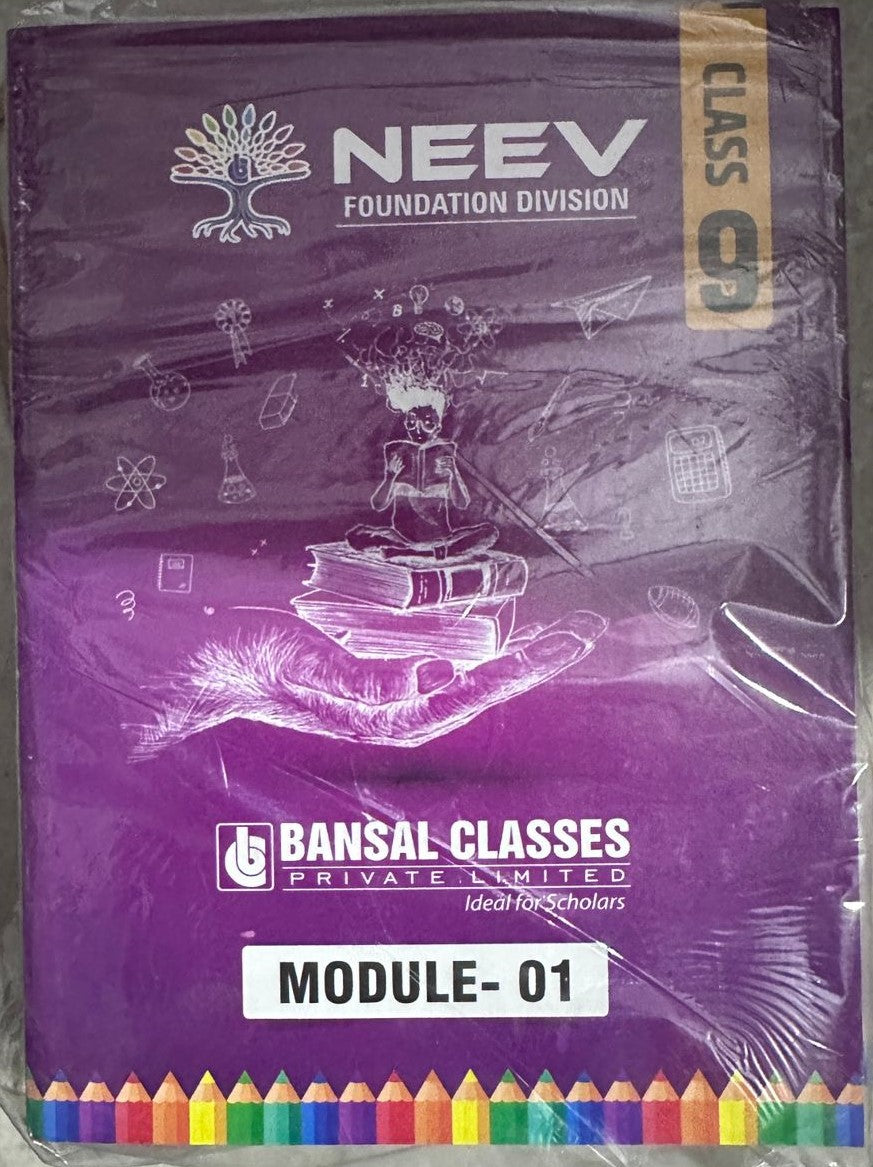 NEEV
FOUNDATION DIVISION
CLASS 9
BANSAL CLASSES
PRIVATE LIMITED
Ideal for Scholars
MODULE- 01